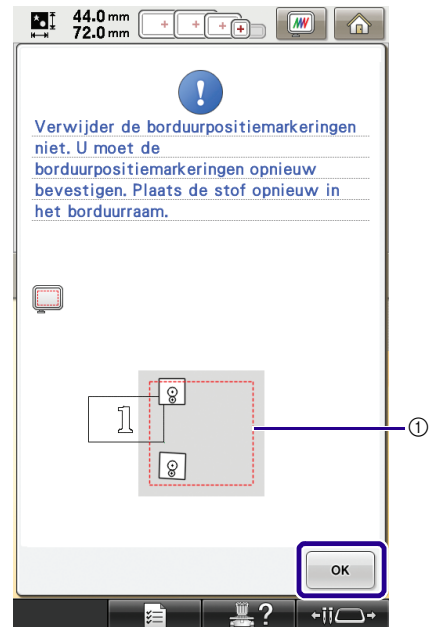 44.0 mm
72.0 mm
Verwijder de borduurpositiemarkeringen
niet. U moet de
borduurpositiemarkeringen opnieuw
bevestigen. Plaats de stof opnieuw in
het borduurraam.
1
①
OK
?